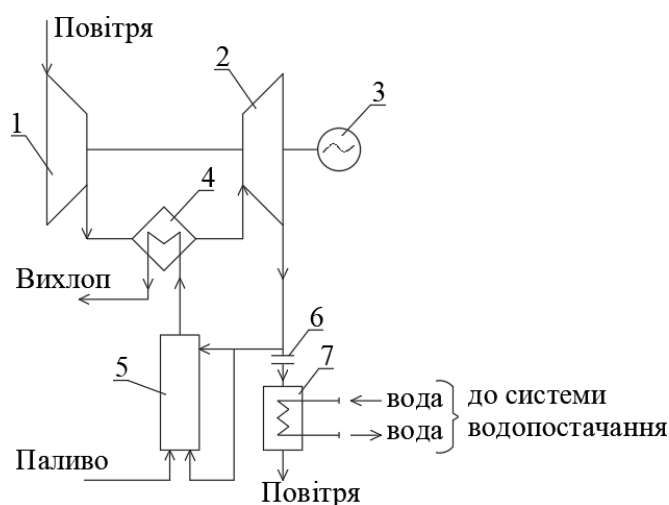 Повітря
2
3
1
4
Вихлоп
6
7
5
вода
до системи
вода
водопостачання
Паливо
Повітря